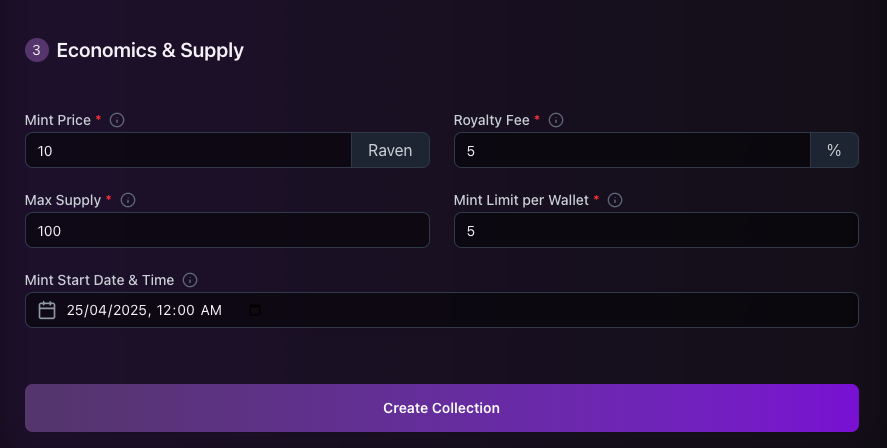 3 Economics & Supply
Mint Price * Royalty Fee *
10 Raven 5 %
Max Supply * Mint Limit per Wallet *
100 5
Mint Start Date & Time
25/04/2025, 12:00 AM
Create Collection